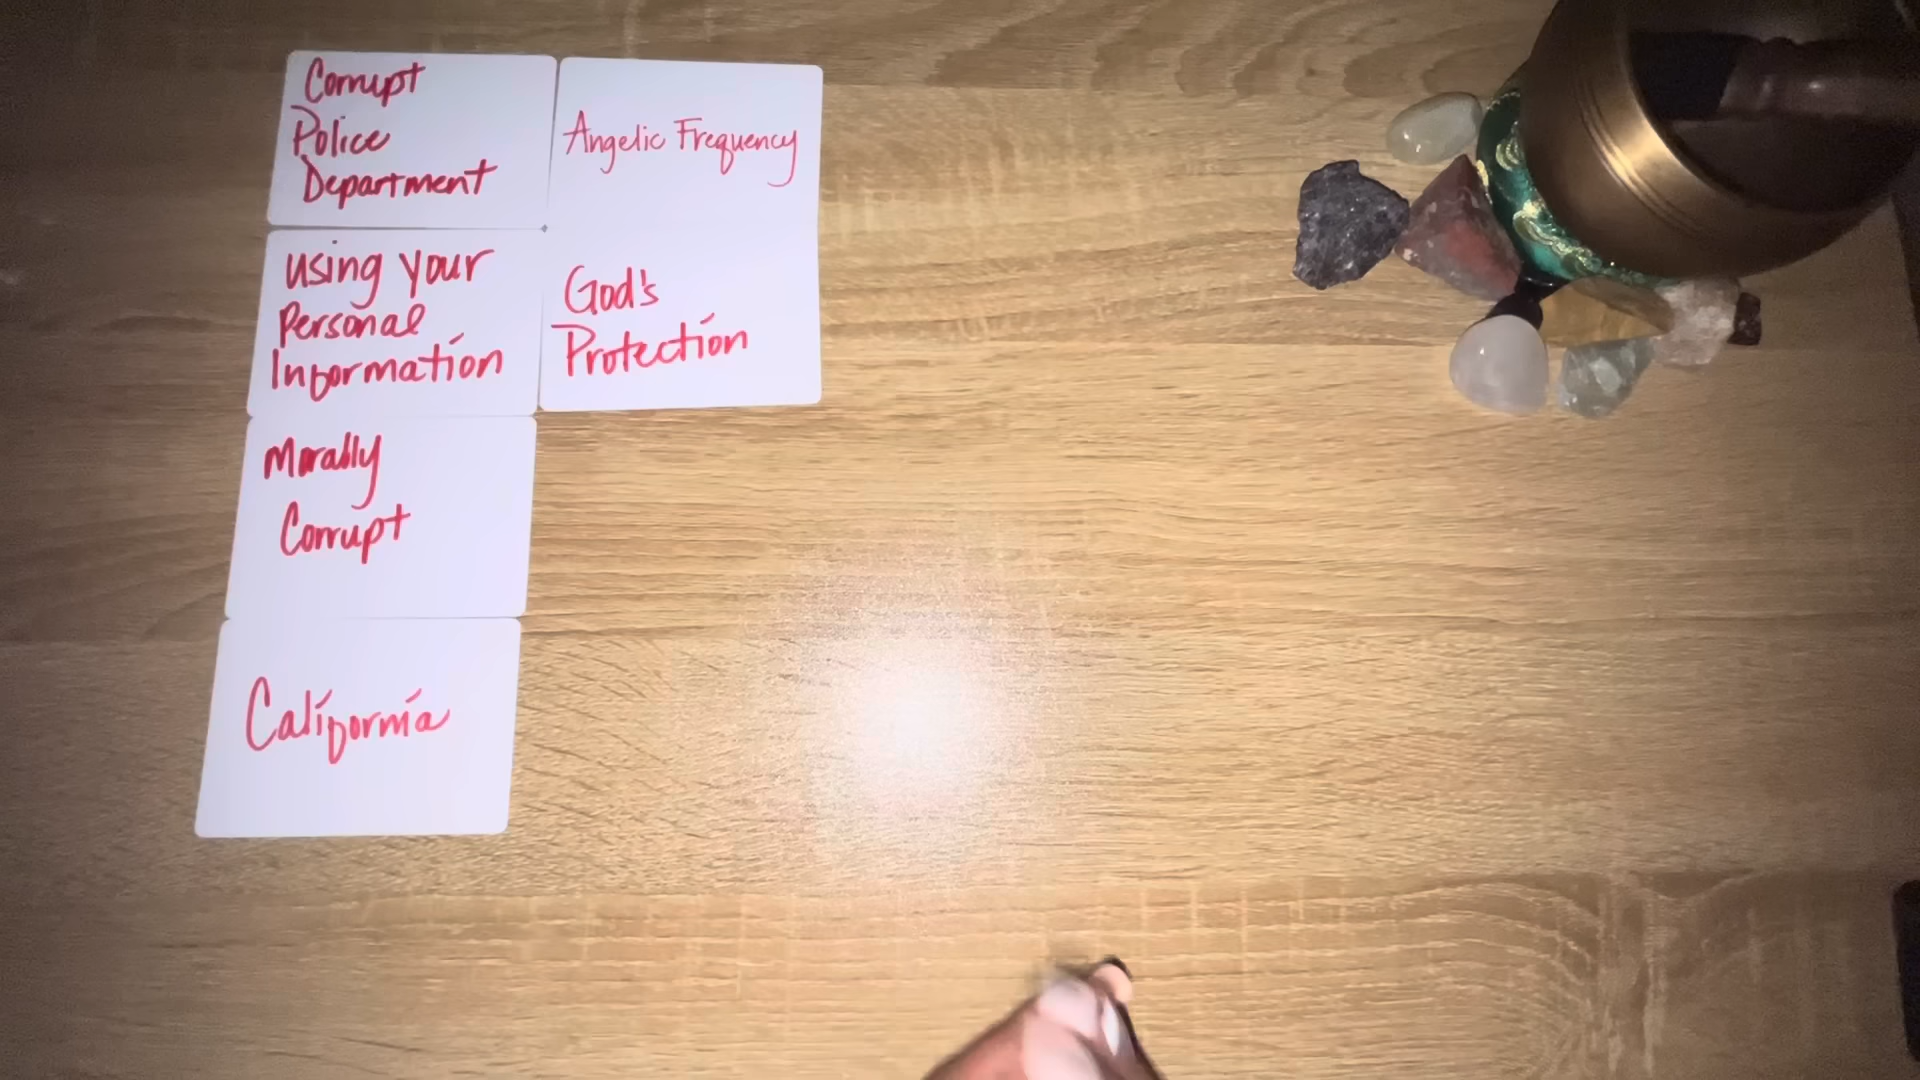 Corrupt
Police
Department
using your
Personal
Information
Morally
Corrupt
California
Angelic Frequency
God's
Protection